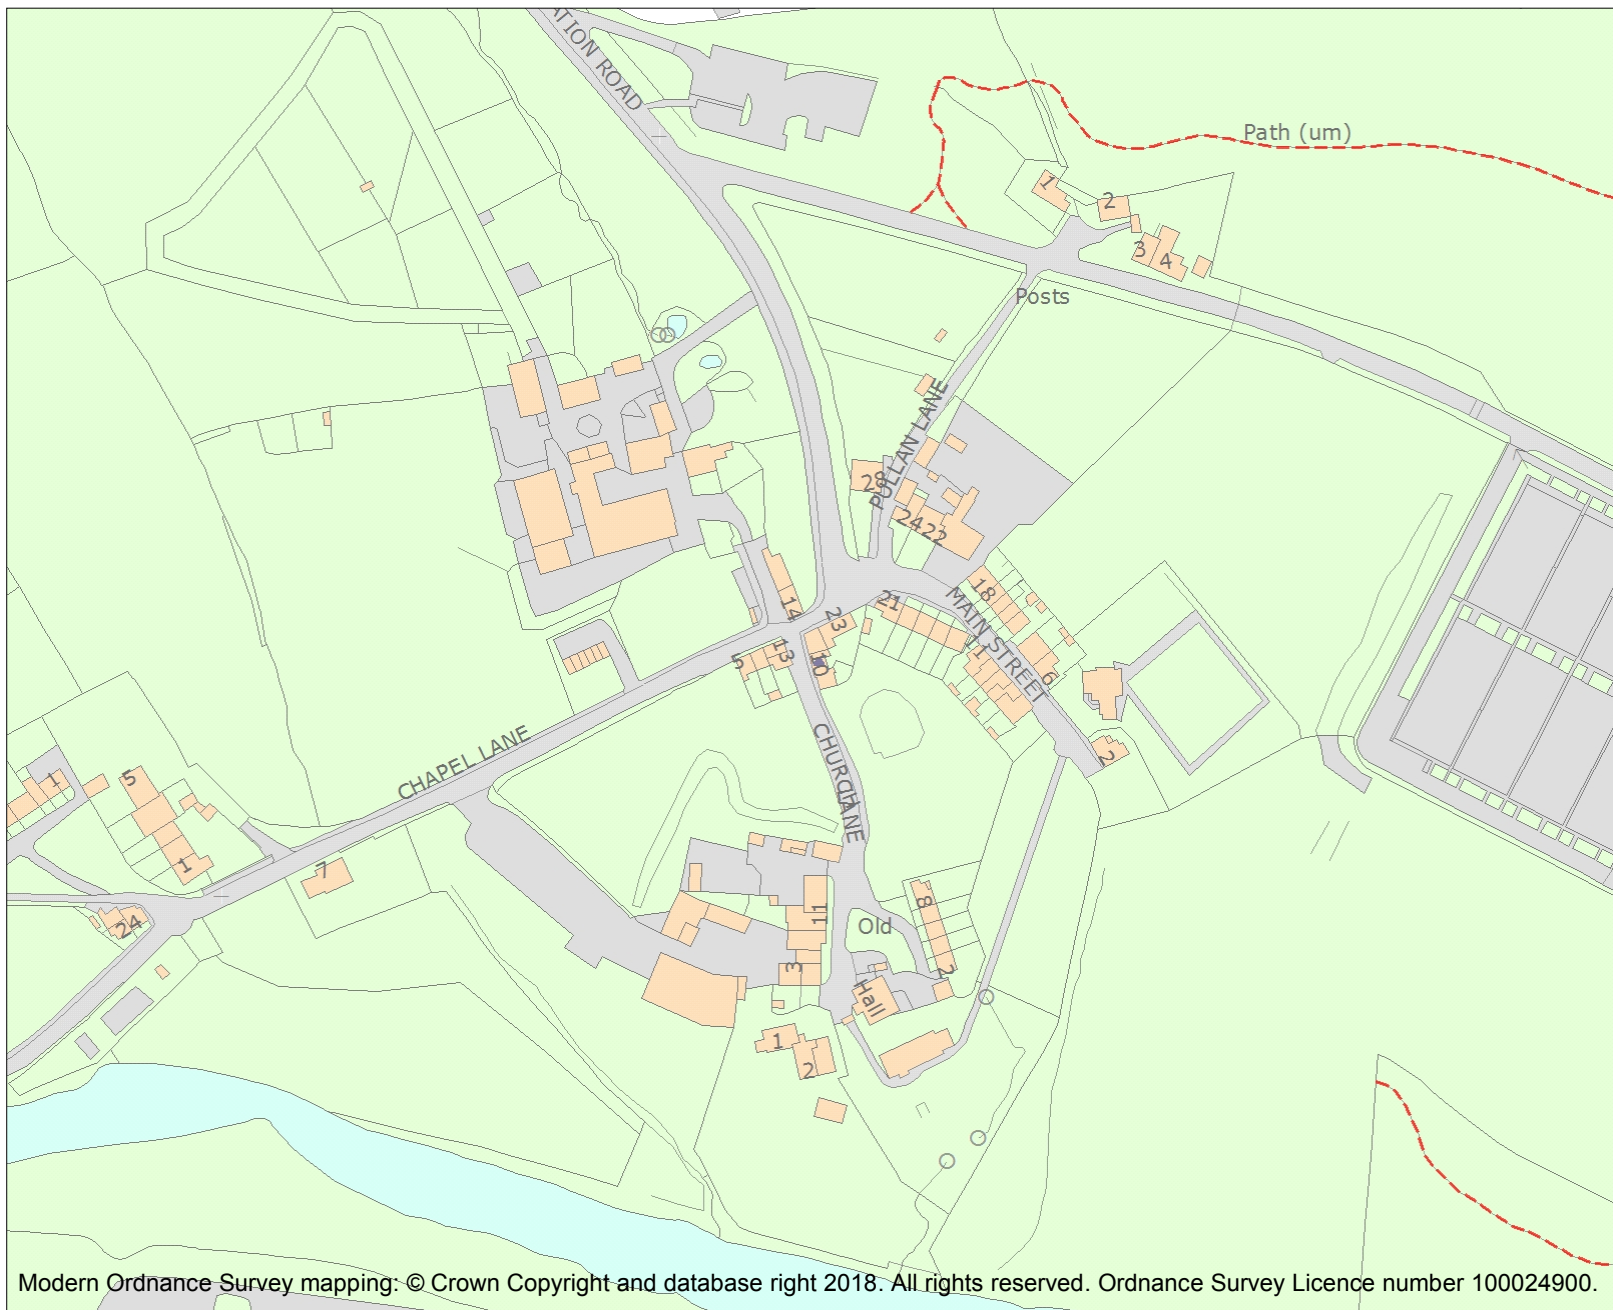 ATION ROAD
Path (um)
1
2
3
4
Posts
PULLAN LANE
28
24
22
18
14
23
21
MAIN STREET
13
5
10
11
6
2
CHAPEL LANE
CHURCH
LANE
1
5
1
7
24
11
8
Old
3
2
Hall
1
2
Modern Ordnance Survey mapping: © Crown Copyright and database right 2018. All rights reserved. Ordnance Survey Licence number 100024900.